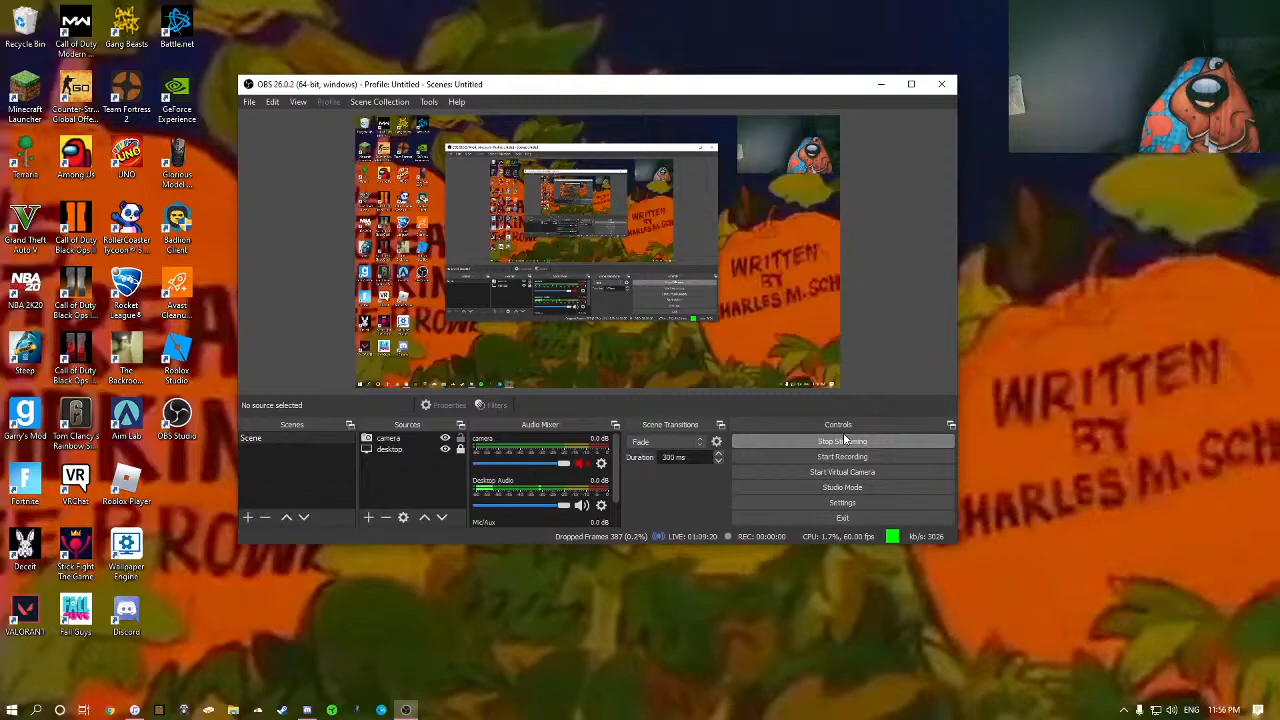 Recycle Bin
Call of Duty Modern ...
Gang Beasts
Battle.net
Minecraft Launcher
Counter-Str... Global Offe...
Team Fortress 2
GeForce Experience
Terraria
Among Us
UNO
Glorious Model ...
Grand Theft Auto V
Call of Duty Black Ops II
RollerCoaster Tycoon® 3...
Badlion Client
NBA 2K20
Call of Duty Black Ops II ...
Rocket League®
Avast Security...
Steep
Call of Duty Black Ops II ...
The Backroo...
Roblox Studio
Garry's Mod
Tom Clancy's Rainbow Si...
Aim Lab
OBS Studio
Fortnite
VRChat
Roblox Player
Deceit
Stick Fight The Game
Wallpaper Engine
VALORANT
Fall Guys
Discord
OBS 26.0.2 (64-bit, windows) - Profile: Untitled - Scenes: Untitled
File Edit View Profile Scene Collection Tools Help
No source selected
Properties Filters
Scenes
Scene
Sources
camera
desktop
Audio Mixer
camera 0.0 dB
Desktop Audio 0.0 dB
Mic/Aux 0.0 dB
Scene Transitions
Fade
Duration 300 ms
Controls
Stop Streaming
Start Recording
Start Virtual Camera
Studio Mode
Settings
Exit
Dropped Frames 387 (0.2%) LIVE: 01:09:20 REC: 00:00:00 CPU: 1.7%, 60.00 fps kb/s: 3026
WRITTEN
BY
CHARLES M. SCH
WRITTEN
BY
CHARLES M. SCH
ENG 11:56 PM